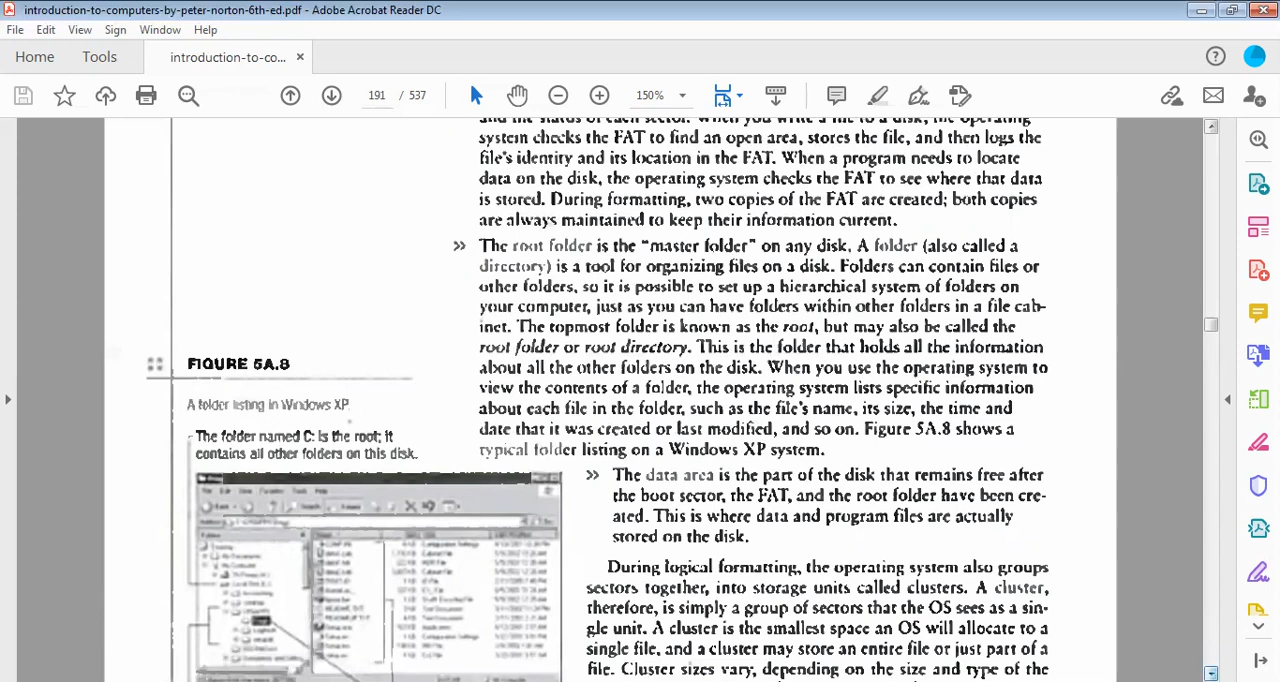 introduction-to-computers-by-peter-norton-6th-ed.pdf - Adobe Acrobat Reader DC
File Edit View Sign Window Help
Home Tools introduction-to-co... ×
191 / 537 150%
and the status of each sector. When you write a file to a disk, the operating
system checks the FAT to find an open area, stores the file, and then logs the
file's identity and its location in the FAT. When a program needs to locate
data on the disk, the operating system checks the FAT to see where that data
is stored. During formatting, two copies of the FAT are created; both copies
are always maintained to keep their information current.
» The root folder is the "master folder" on any disk. A folder (also called a
directory) is a tool for organizing files on a disk. Folders can contain files or
other folders, so it is possible to set up a hierarchical system of folders on
your computer, just as you can have folders within other folders in a file cab-
inet. The topmost folder is known as the root, but may also be called the
root folder or root directory. This is the folder that holds all the information
about all the other folders on the disk. When you use the operating system to
view the contents of a folder, the operating system lists specific information
about each file in the folder, such as the file's name, its size, the time and
date that it was created or last modified, and so on. Figure 5A.8 shows a
typical folder listing on a Windows XP system.
FIGURE 5A.8
A folder listing in Windows XP.
The folder named C: is the root; it
contains all other folders on this disk.
» The data area is the part of the disk that remains free after
the boot sector, the FAT, and the root folder have been cre-
ated. This is where data and program files are actually
stored on the disk.
During logical formatting, the operating system also groups
sectors together, into storage units called clusters. A cluster,
therefore, is simply a group of sectors that the OS sees as a sin-
gle unit. A cluster is the smallest space an OS will allocate to a
single file, and a cluster may store an entire file or just part of a
file. Cluster sizes vary, depending on the size and type of the